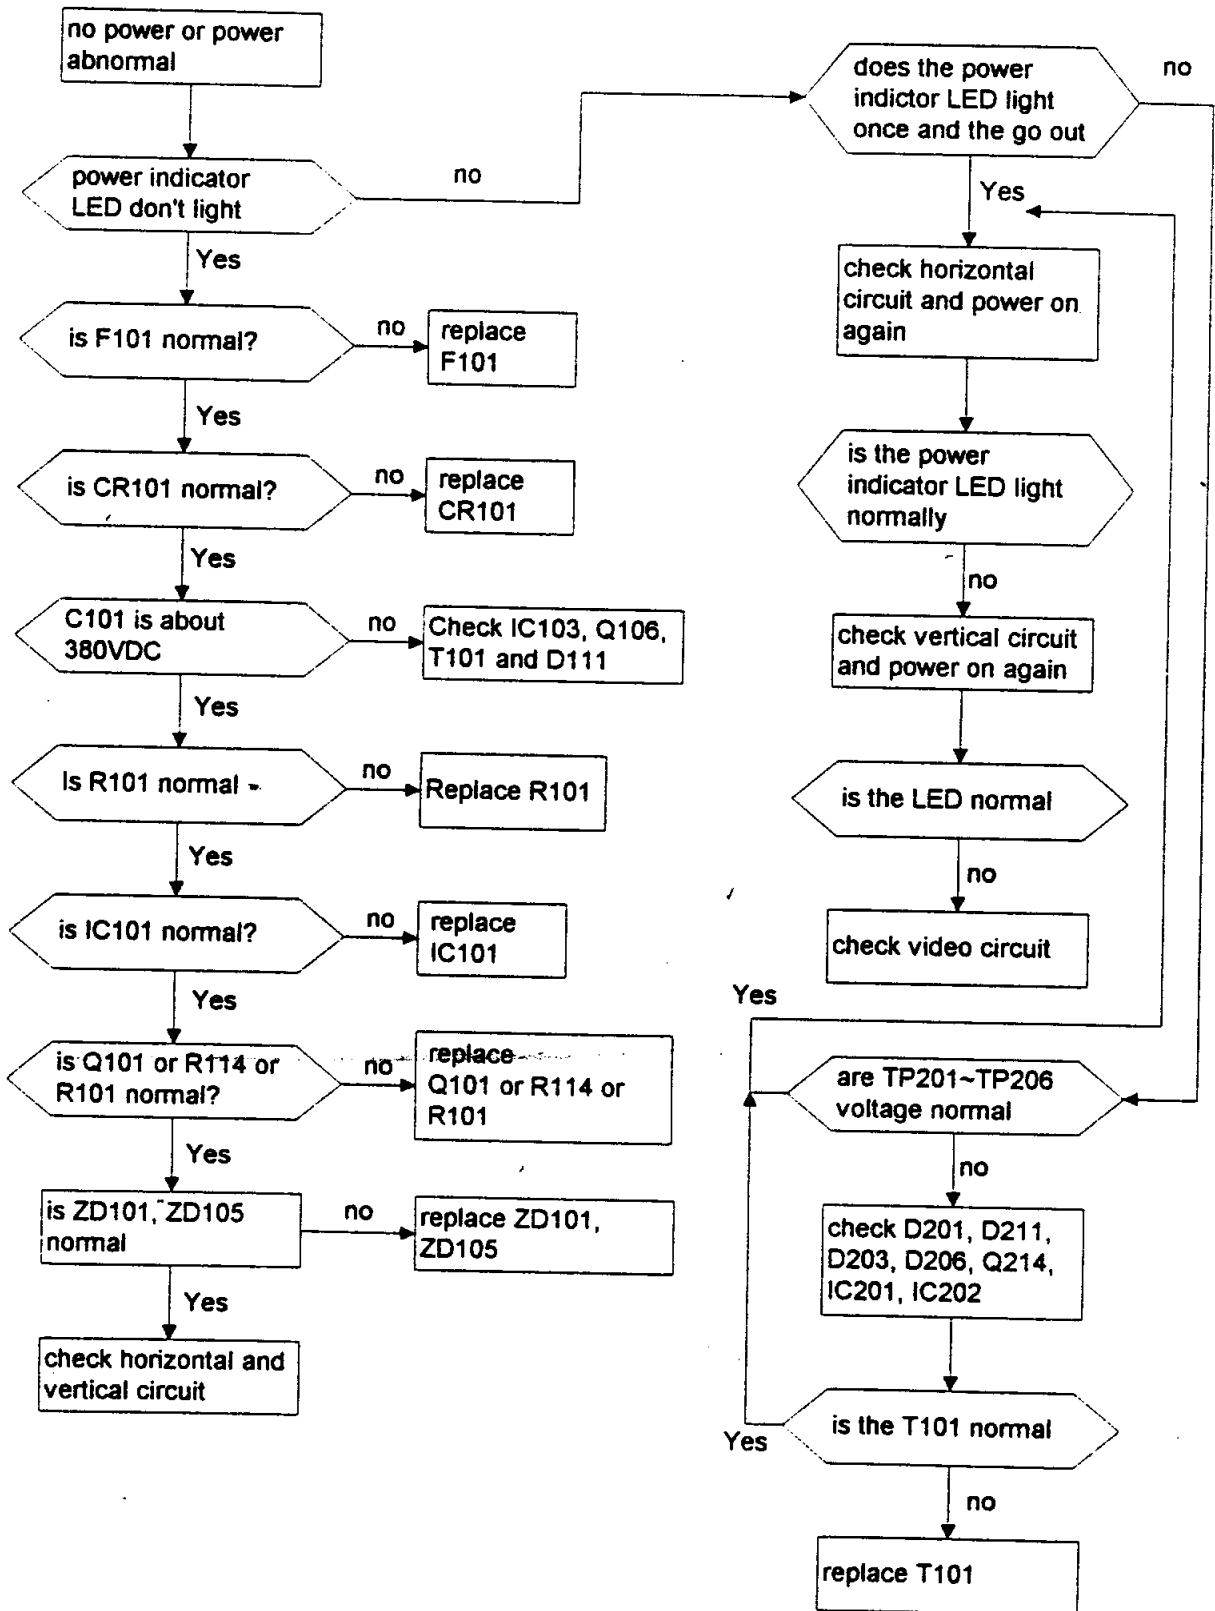 no power or power
abnormal
power indicator
LED don't light
no
Yes
is F101 normal?
no
replace
F101
Yes
is CR101 normal?
no
replace
CR101
Yes
C101 is about
380VDC
no
Check IC103, Q106,
T101 and D111
Yes
Is R101 normal
no
Replace R101
Yes
is IC101 normal?
no
replace
IC101
Yes
is Q101 or R114 or
R101 normal?
no
replace
Q101 or R114 or
R101
Yes
is ZD101, ZD105
normal
no
replace ZD101,
ZD105
Yes
check horizontal and
vertical circuit
does the power
indictor LED light
once and the go out
no
Yes
check horizontal
circuit and power on
again
is the power
indicator LED light
normally
no
check vertical circuit
and power on again
is the LED normal
no
check video circuit
Yes
are TP201~TP206
voltage normal
no
check D201, D211,
D203, D206, Q214,
IC201, IC202
is the T101 normal
Yes
no
replace T101